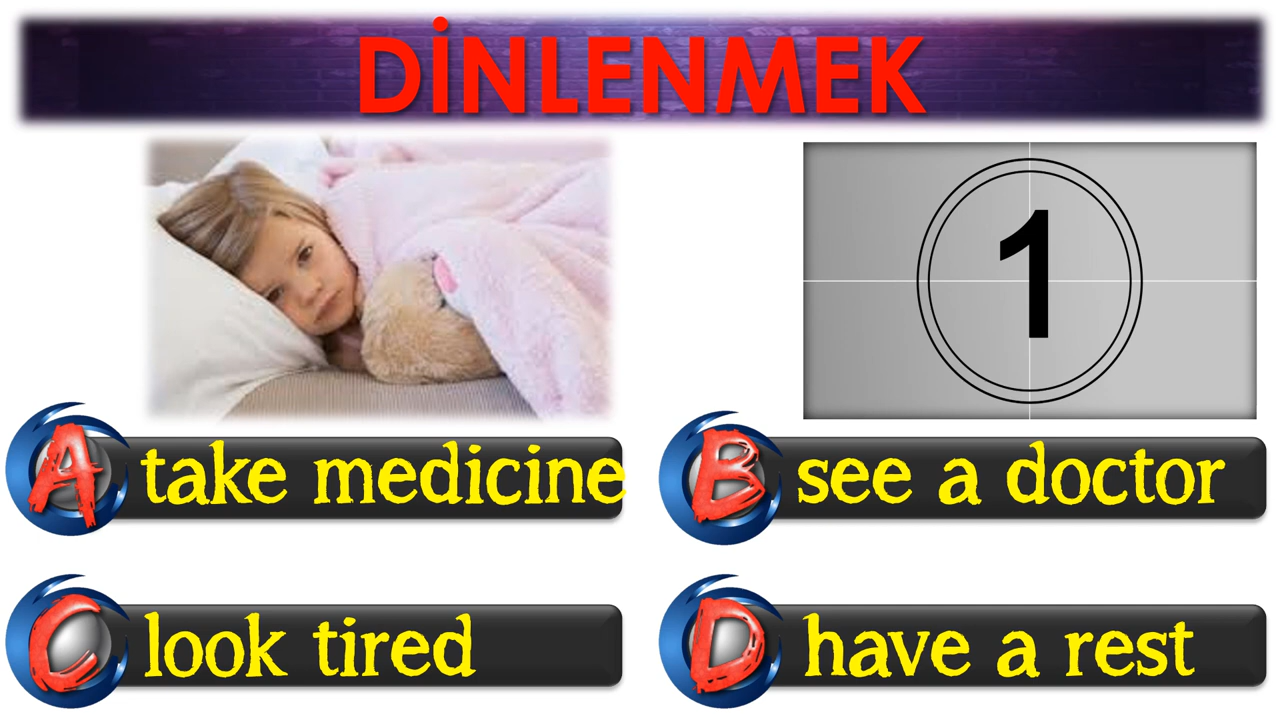 DİNLENMEK
1
A take medicine
B see a doctor
C look tired
D have a rest